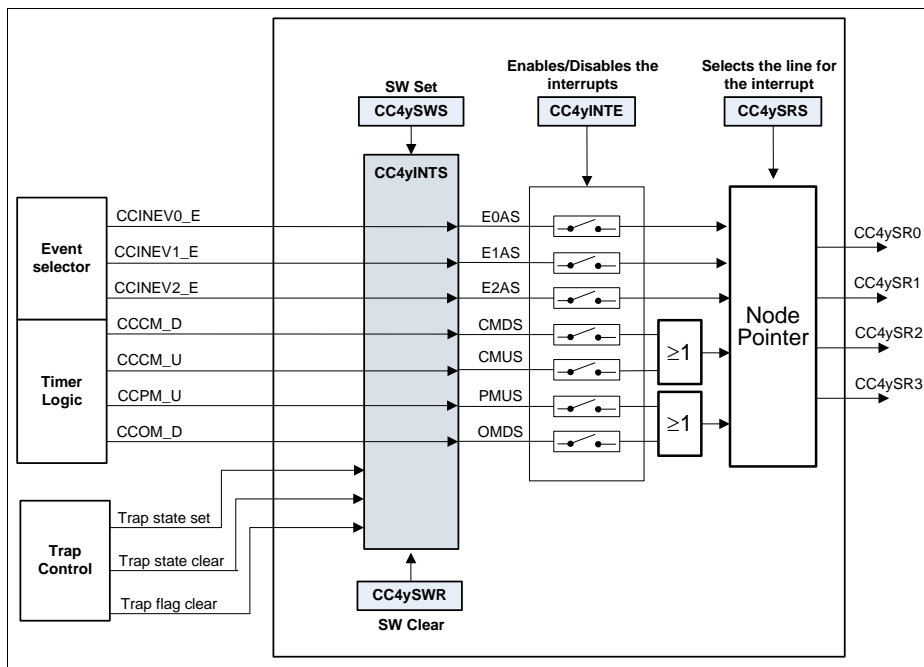 Enables/Disables the
interrupts
Selects the line for
the interrupt
SW Set
CC4ySWS
CC4yINTE
CC4ySRS
CC4yINTS
Event
selector
CCINEV0_E
CCINEV1_E
CCINEV2_E
E0AS
E1AS
E2AS
Timer
Logic
CCCM_D
CCCM_U
CCPM_U
CCOM_D
CMDS
CMUS
PMUS
OMDS
≥1
≥1
Node
Pointer
CC4ySR0
CC4ySR1
CC4ySR2
CC4ySR3
Trap
Control
Trap state set
Trap state clear
Trap flag clear
CC4ySWR
SW Clear